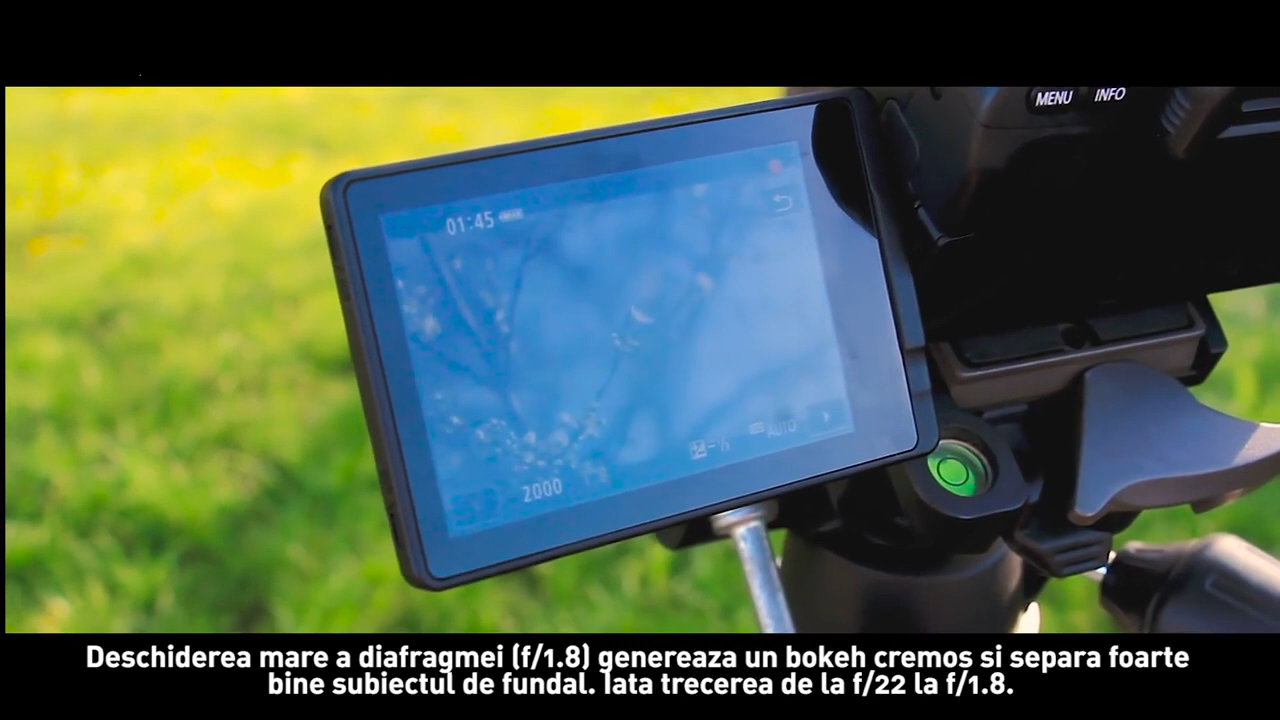 MENU INFO
01:45
AUTO
2000
Deschiderea mare a diafragmei (f/1.8) genereaza un bokeh cremos si separa foarte
bine subiectul de fundal. Iata trecerea de la f/22 la f/1.8.